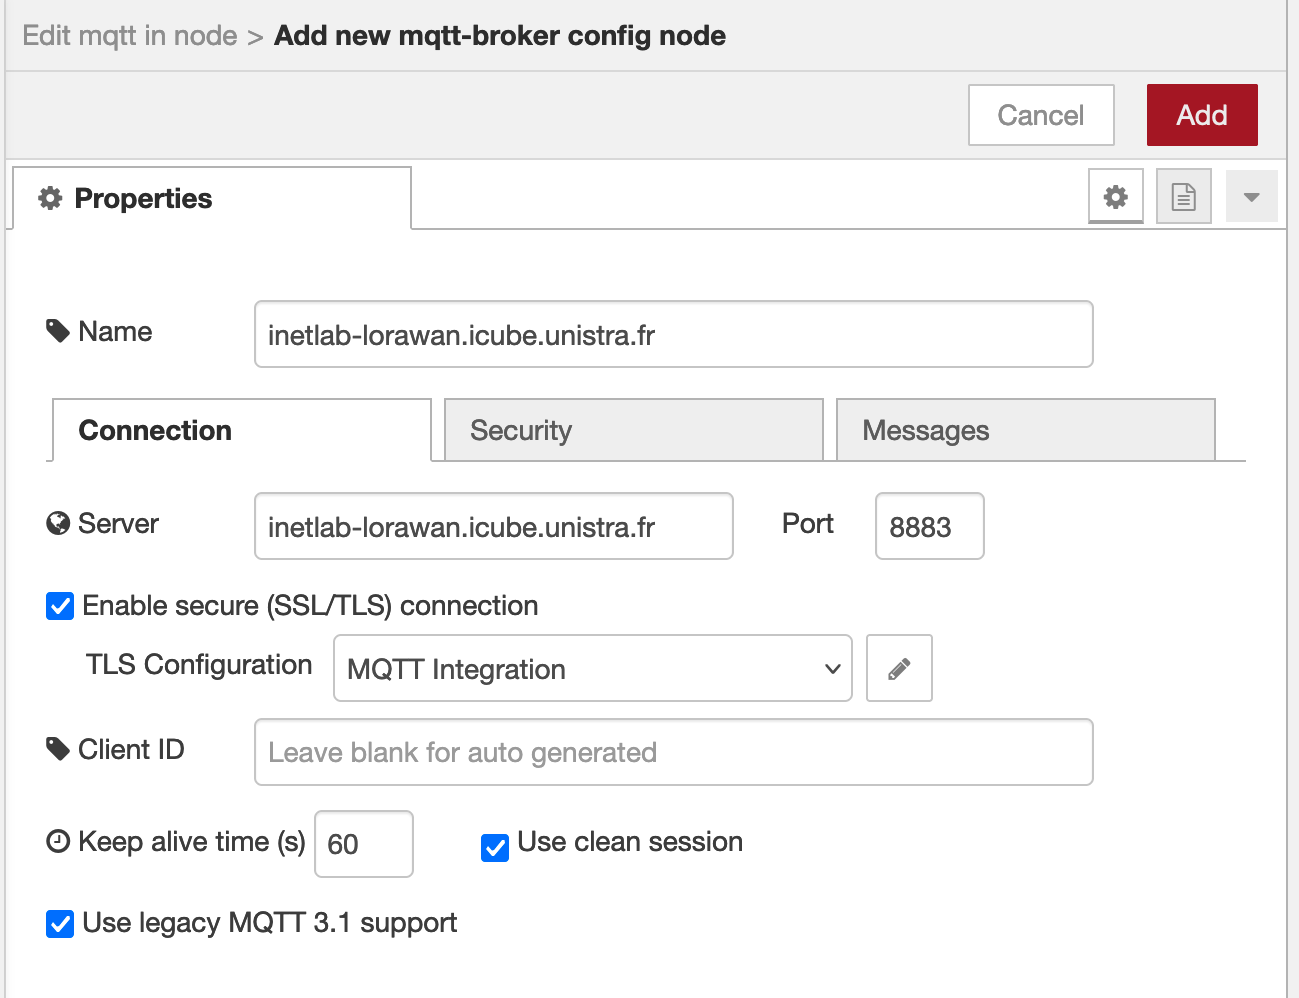 Edit mqtt in node > Add new mqtt-broker config node
Cancel Add
Properties
Name inetlab-lorawan.icube.unistra.fr
Connection Security Messages
Server inetlab-lorawan.icube.unistra.fr Port 8883
Enable secure (SSL/TLS) connection
TLS Configuration MQTT Integration
Client ID Leave blank for auto generated
Keep alive time (s) 60 Use clean session
Use legacy MQTT 3.1 support